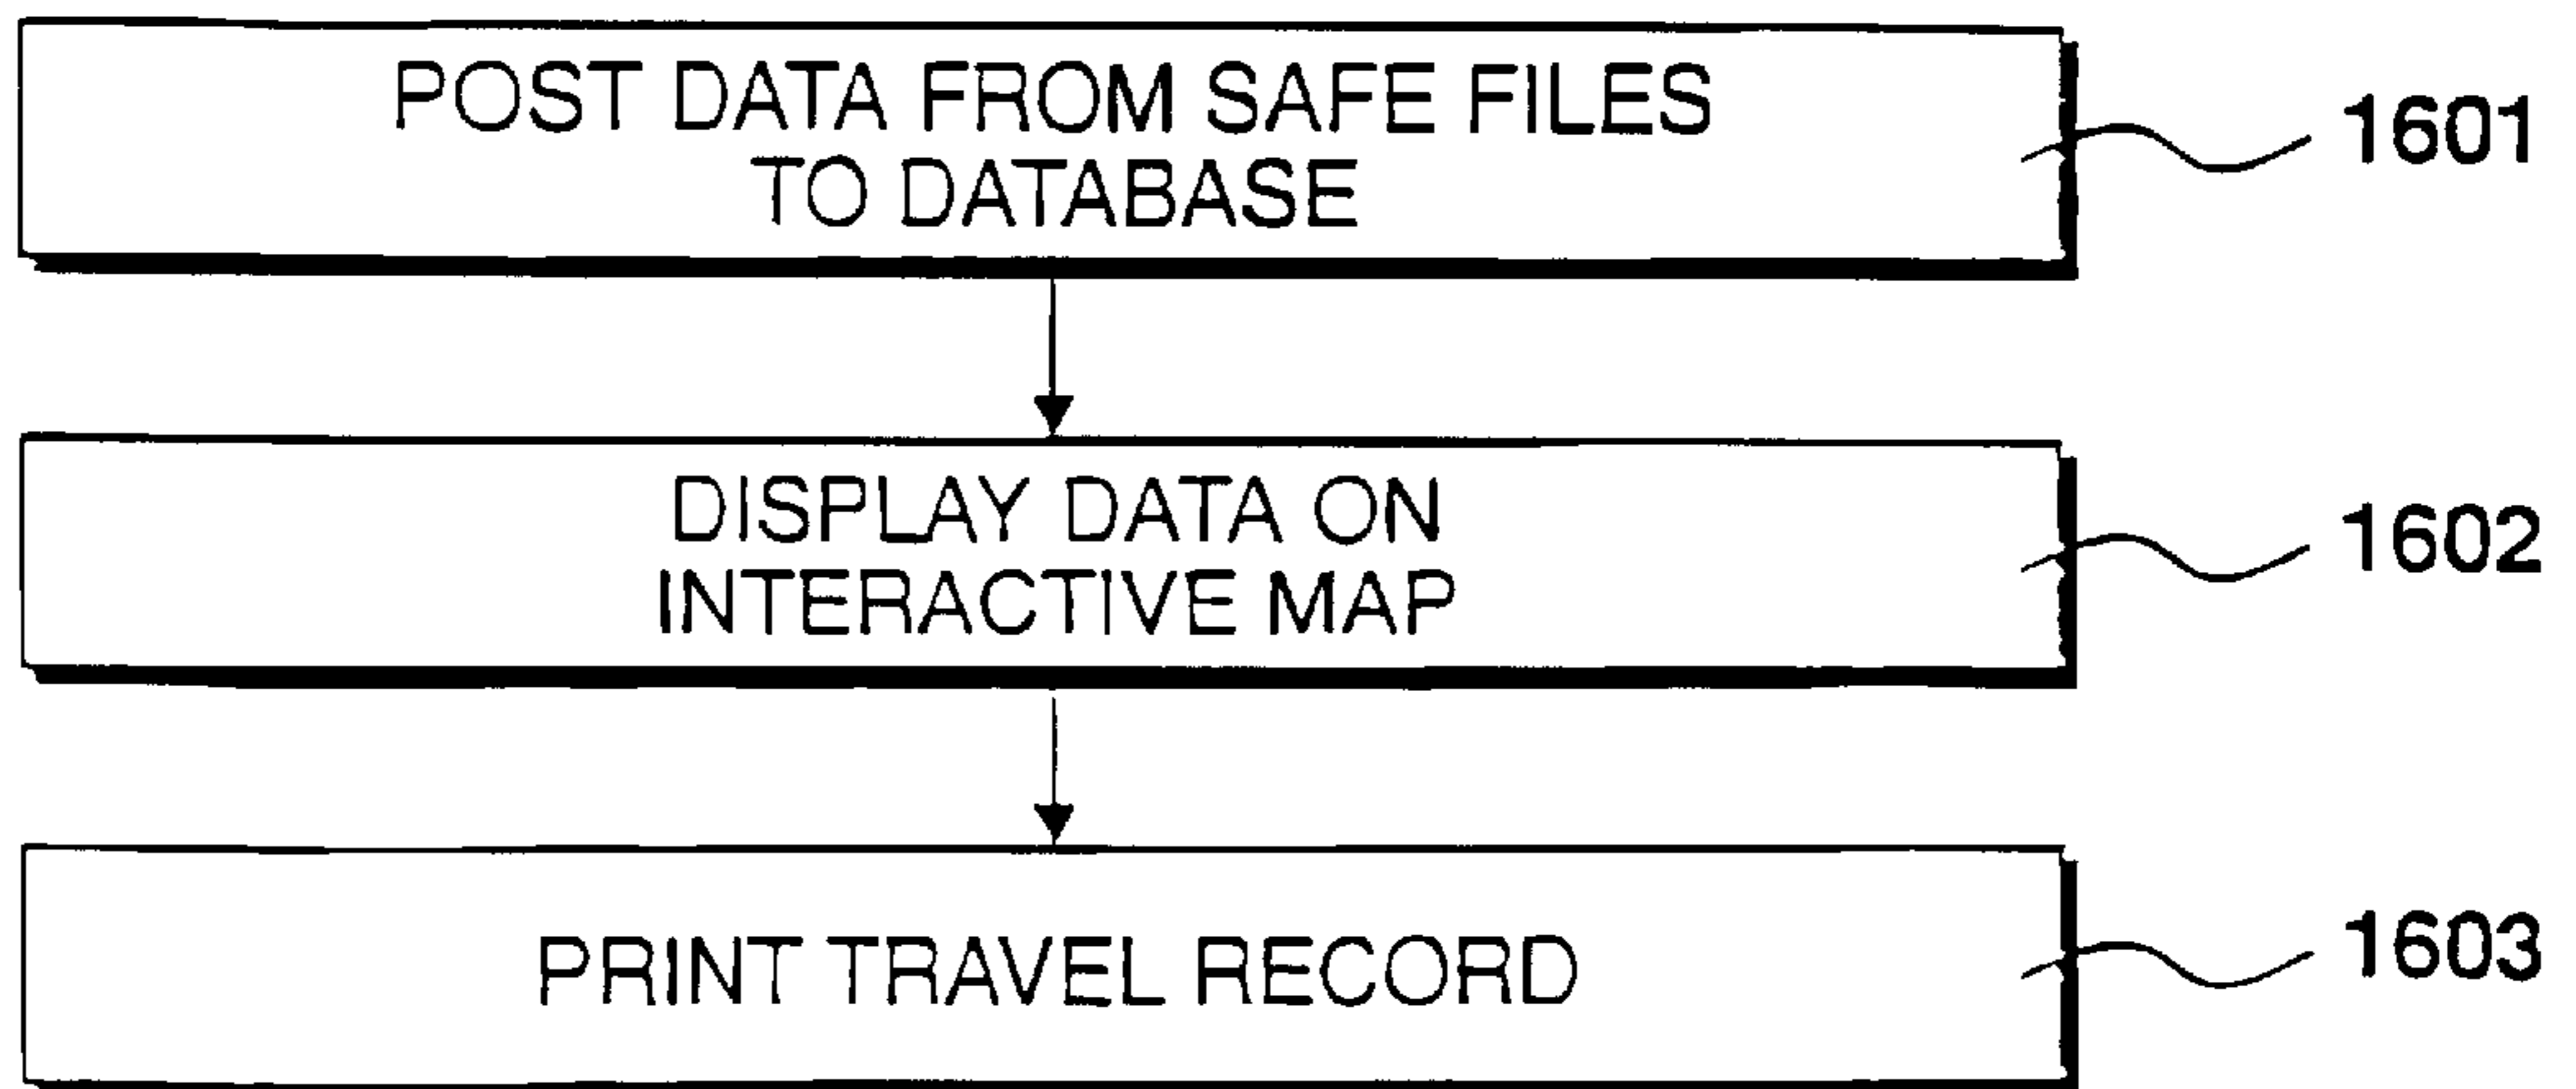 POST DATA FROM SAFE FILES
TO DATABASE
1601
DISPLAY DATA ON
INTERACTIVE MAP
1602
PRINT TRAVEL RECORD
1603